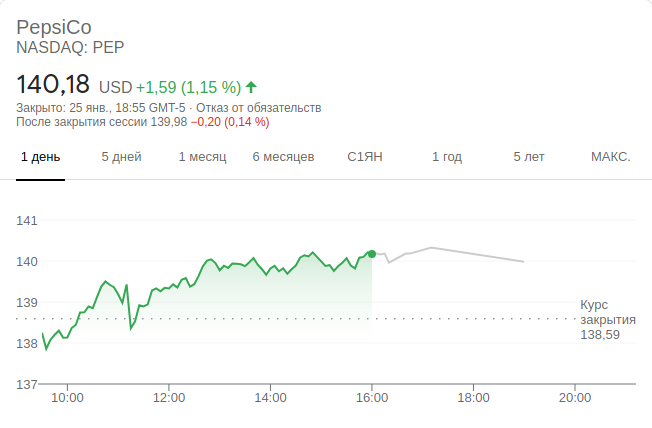 PepsiCo
NASDAQ: PEP
140,18 USD +1,59 (1,15 %)
Закрыто: 25 янв., 18:55 GMT-5 · Отказ от обязательств
После закрытия сессии 139,98 −0,20 (0,14 %)
1 день 5 дней 1 месяц 6 месяцев С1ЯН 1 год 5 лет МАКС.
141
140
139
Курс
закрытия
138,59
138
137
10:00 12:00 14:00 16:00 18:00 20:00